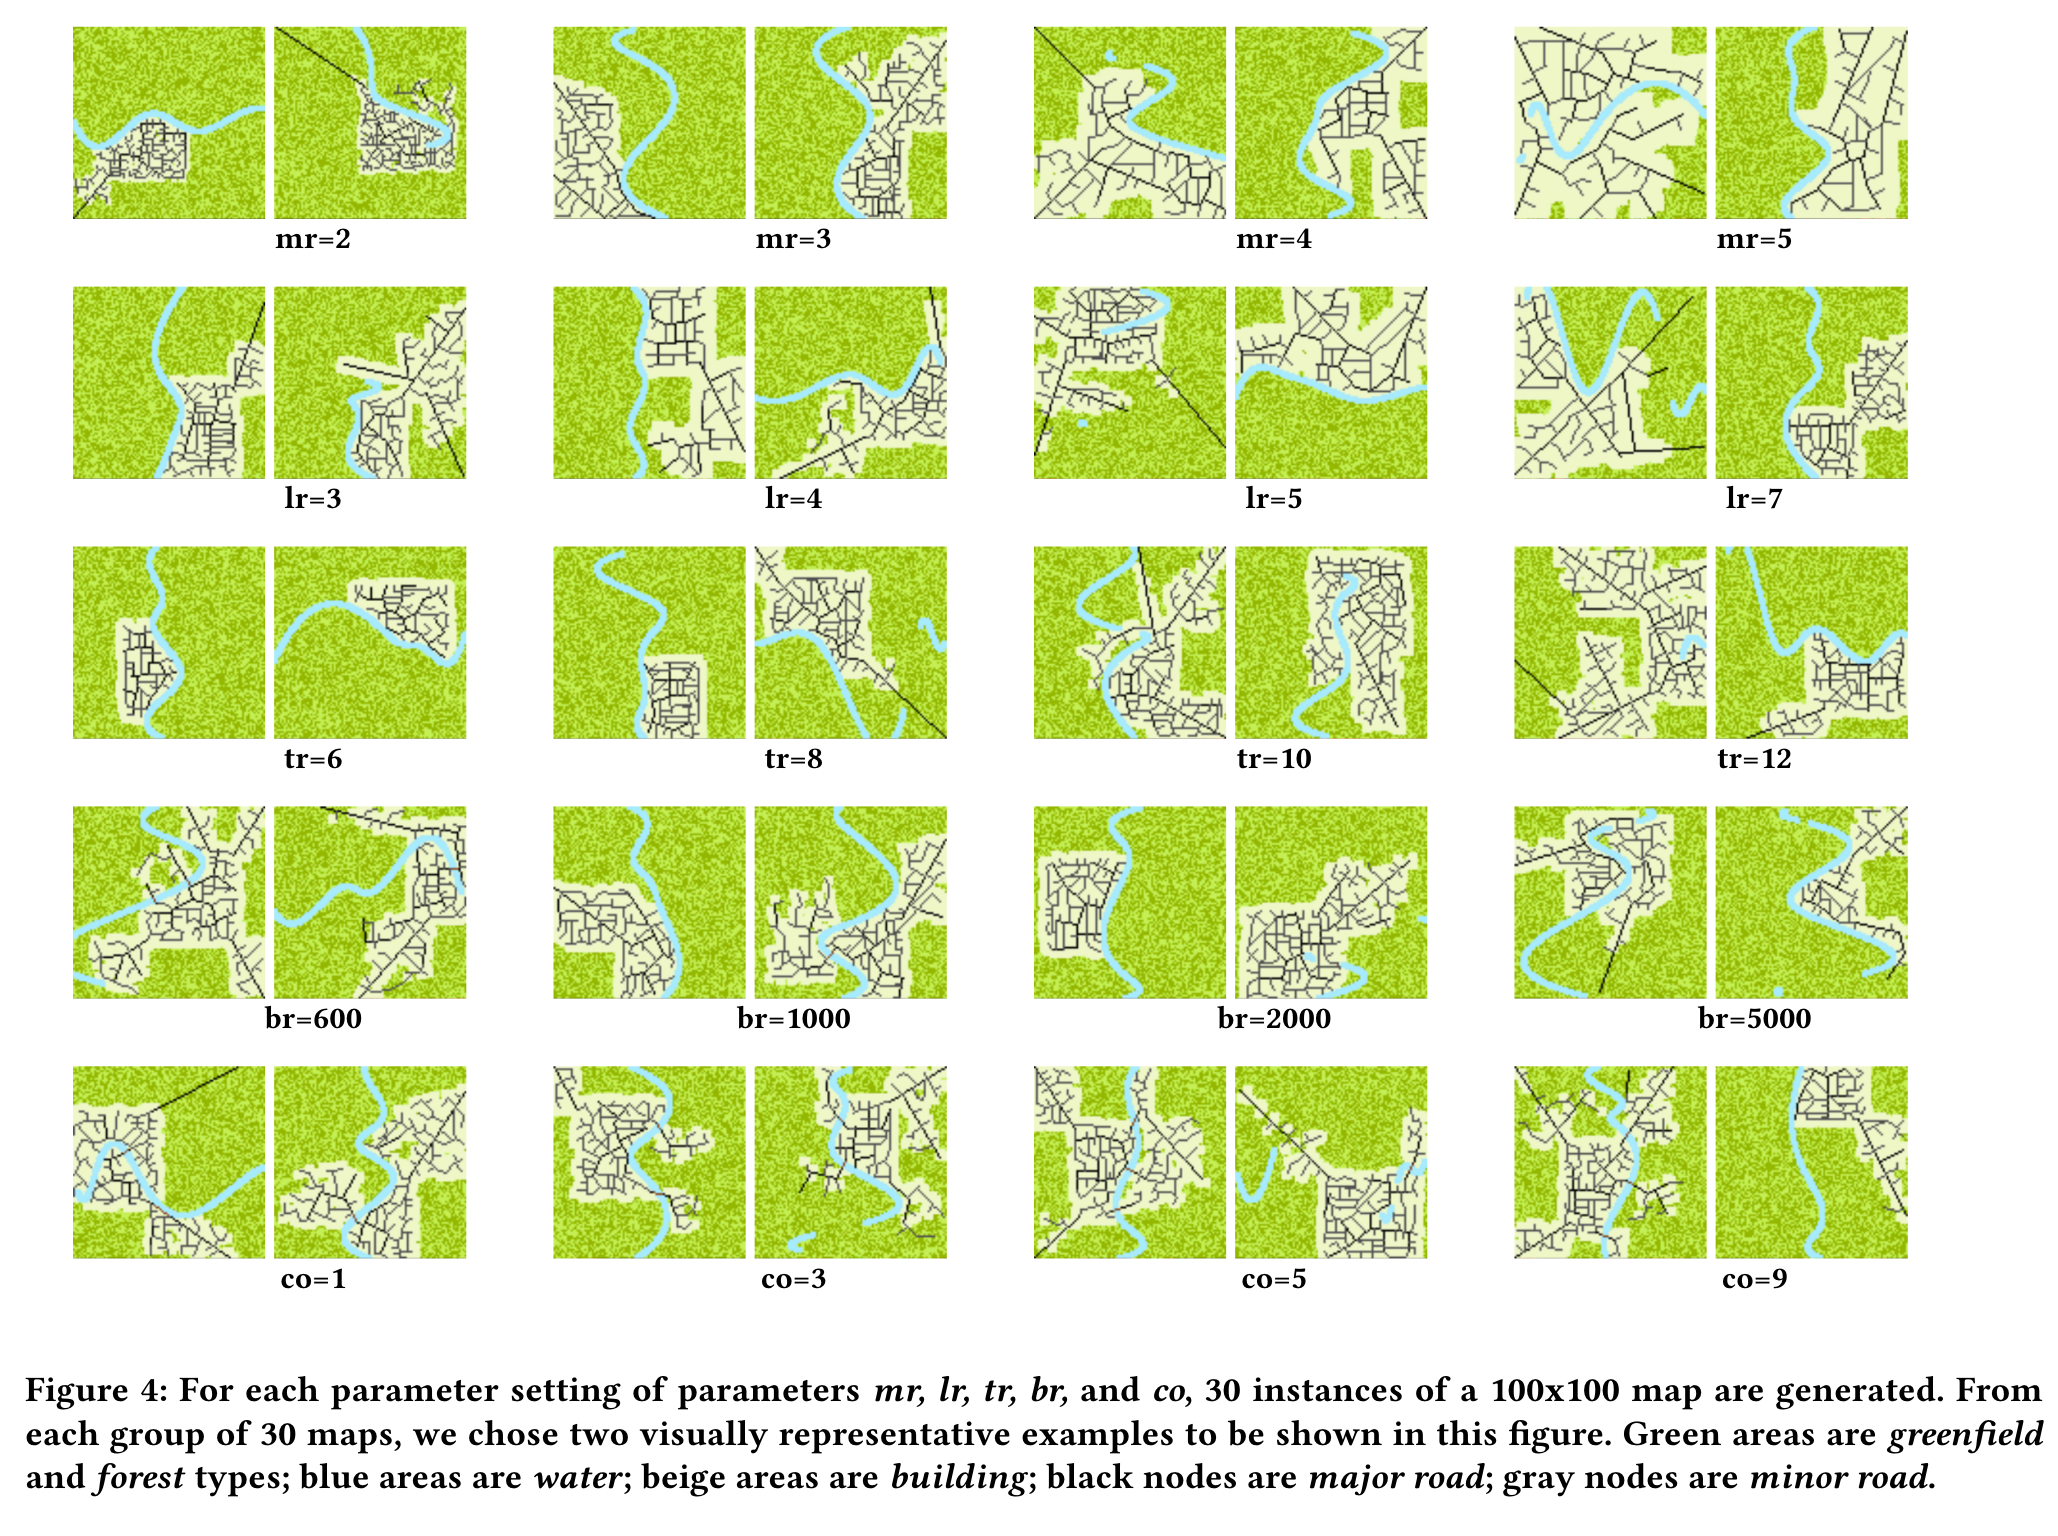 mr=2 mr=3 mr=4 mr=5
lr=3 lr=4 lr=5 lr=7
tr=6 tr=8 tr=10 tr=12
br=600 br=1000 br=2000 br=5000
co=1 co=3 co=5 co=9
Figure 4: For each parameter setting of parameters mr, lr, tr, br, and co, 30 instances of a 100x100 map are generated. From
each group of 30 maps, we chose two visually representative examples to be shown in this figure. Green areas are greenfield
and forest types; blue areas are water; beige areas are building; black nodes are major road; gray nodes are minor road.